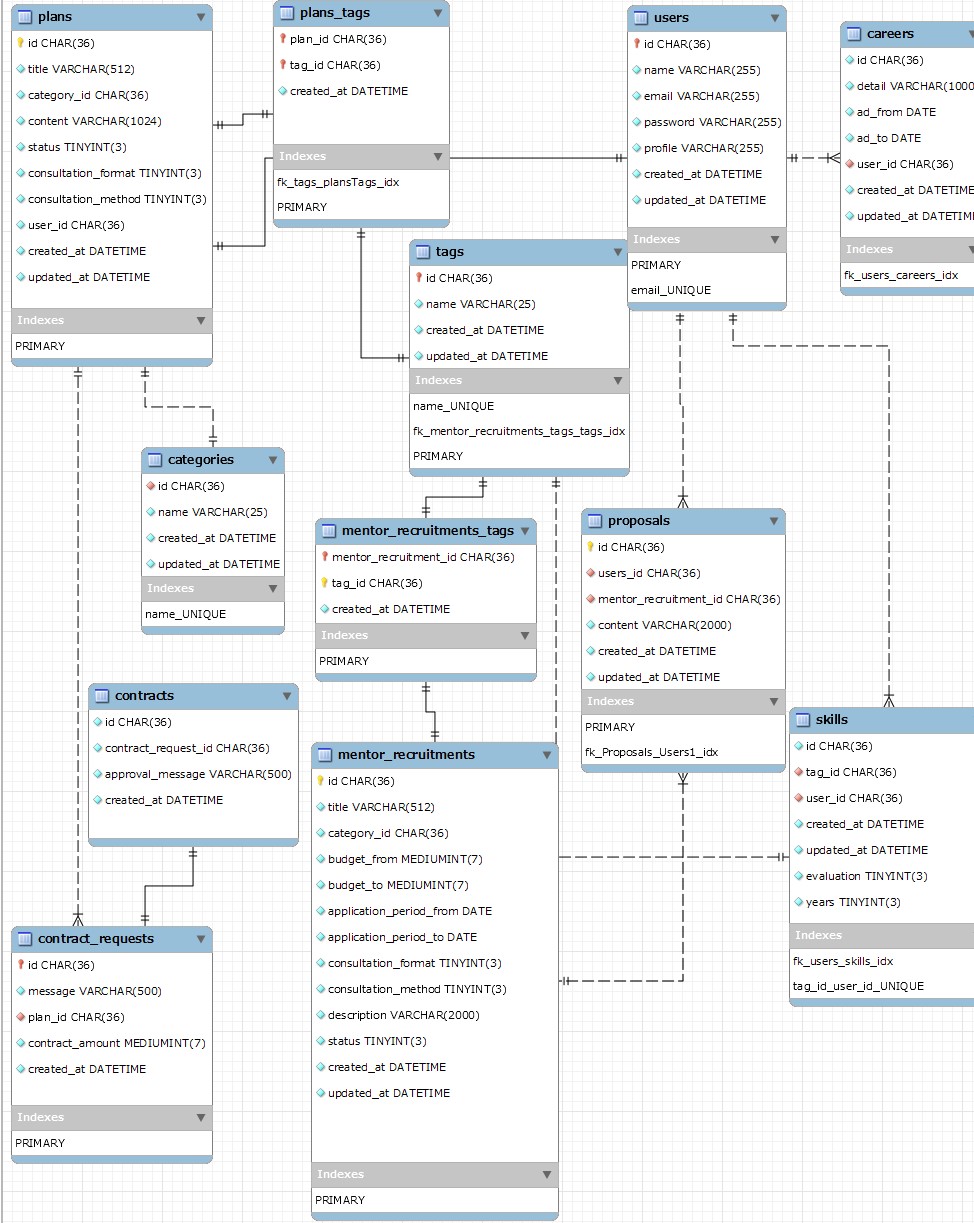 plans
id CHAR(36)
title VARCHAR(512)
category_id CHAR(36)
content VARCHAR(1024)
status TINYINT(3)
consultation_format TINYINT(3)
consultation_method TINYINT(3)
user_id CHAR(36)
created_at DATETIME
updated_at DATETIME
Indexes
PRIMARY
plans_tags
plan_id CHAR(36)
tag_id CHAR(36)
created_at DATETIME
Indexes
fk_tags_plansTags_idx
PRIMARY
users
id CHAR(36)
name VARCHAR(255)
email VARCHAR(255)
password VARCHAR(255)
profile VARCHAR(255)
created_at DATETIME
updated_at DATETIME
Indexes
PRIMARY
email_UNIQUE
careers
id CHAR(36)
detail VARCHAR(1000
ad_from DATE
ad_to DATE
user_id CHAR(36)
created_at DATETIME
updated_at DATETIM
Indexes
fk_users_careers_idx
tags
id CHAR(36)
name VARCHAR(25)
created_at DATETIME
updated_at DATETIME
Indexes
name_UNIQUE
fk_mentor_recruitments_tags_tags_idx
PRIMARY
categories
id CHAR(36)
name VARCHAR(25)
created_at DATETIME
updated_at DATETIME
Indexes
name_UNIQUE
mentor_recruitments_tags
mentor_recruitment_id CHAR(36)
tag_id CHAR(36)
created_at DATETIME
Indexes
PRIMARY
proposals
id CHAR(36)
users_id CHAR(36)
mentor_recruitment_id CHAR(36)
content VARCHAR(2000)
created_at DATETIME
updated_at DATETIME
Indexes
PRIMARY
fk_Proposals_Users1_idx
contracts
id CHAR(36)
contract_request_id CHAR(36)
approval_message VARCHAR(500)
created_at DATETIME
mentor_recruitments
id CHAR(36)
title VARCHAR(512)
category_id CHAR(36)
budget_from MEDIUMINT(7)
budget_to MEDIUMINT(7)
application_period_from DATE
application_period_to DATE
consultation_format TINYINT(3)
consultation_method TINYINT(3)
description VARCHAR(2000)
status TINYINT(3)
created_at DATETIME
updated_at DATETIME
Indexes
PRIMARY
skills
id CHAR(36)
tag_id CHAR(36)
user_id CHAR(36)
created_at DATETIME
updated_at DATETIME
evaluation TINYINT(3)
years TINYINT(3)
Indexes
fk_users_skills_idx
tag_id_user_id_UNIQUE
contract_requests
id CHAR(36)
message VARCHAR(500)
plan_id CHAR(36)
contract_amount MEDIUMINT(7)
created_at DATETIME
Indexes
PRIMARY